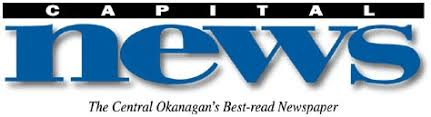 CAPITAL
news
The Central Okanagan's Best-read Newspaper